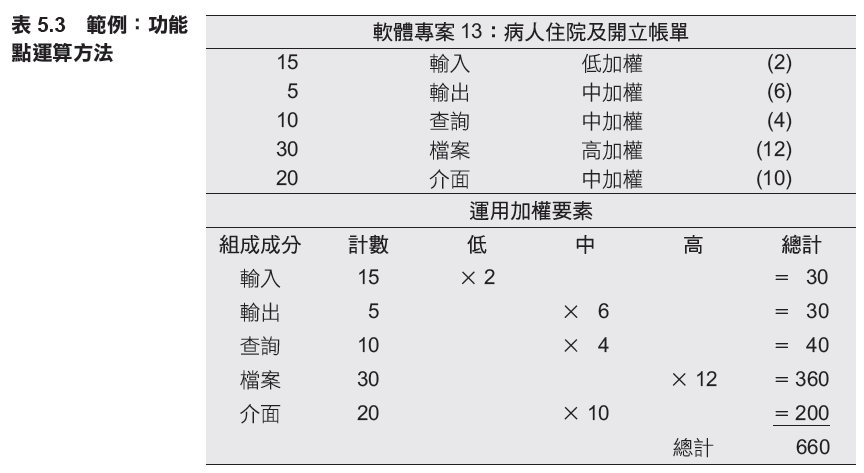 表 5.3 範例：功能
點運算方法
軟體專案 13：病人住院及開立帳單
15 輸入 低加權 (2)
5 輸出 中加權 (6)
10 查詢 中加權 (4)
30 檔案 高加權 (12)
20 介面 中加權 (10)
運用加權要素
組成成分 計數 低 中 高 總計
輸入 15 × 2 = 30
輸出 5 × 6 = 30
查詢 10 × 4 = 40
檔案 30 × 12 = 360
介面 20 × 10 = 200
總計 660